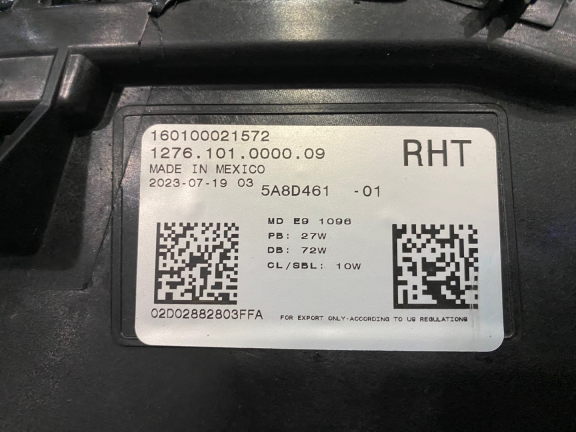 160100021572
1276.101.0000.09
RHT
MADE IN MEXICO
2023-07-19 03
5A8D461 -01
MD E9 1096
PB: 27W
DB: 72W
CL/SBL: 10W
02D02882803FFA
FOR EXPORT ONLY-ACCORDING TO US REGULATIONS